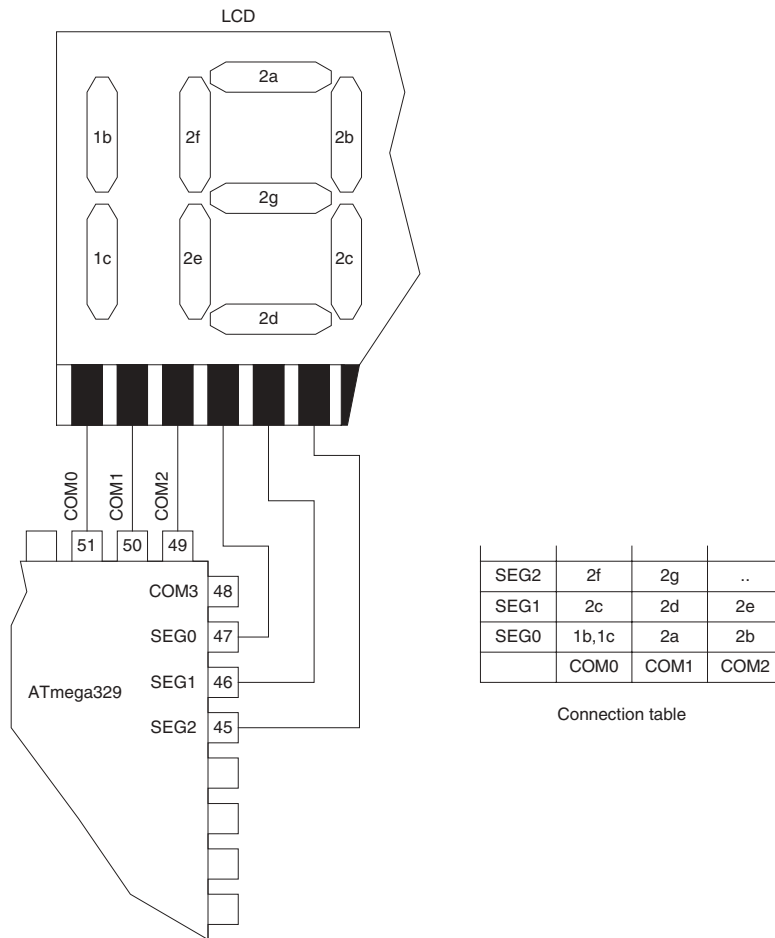 LCD
2a
1b 2f 2b
2g
1c 2e 2c
2d
COM0 COM1 COM2
51 50 49
COM3 48
SEG0 47
SEG1 46
ATmega329
SEG2 45
SEG2 2f 2g ..
SEG1 2c 2d 2e
SEG0 1b,1c 2a 2b
COM0 COM1 COM2
Connection table